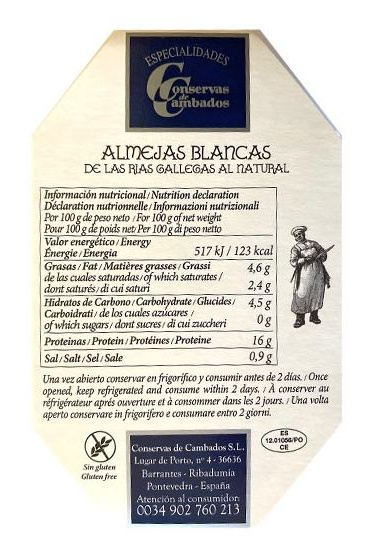 ESPECIALIDADES
Conservas
de
Cambados
ALMEJAS BLANCAS
DE LAS RIAS GALLEGAS AL NATURAL
Información nutricional / Nutrition declaration
Déclaration nutrionnelle / Informazioni nutrizionali
Por 100 g de peso neto / For 100 g of net weight
Pour 100 g de poids net / Per 100 g di peso netto
Valor energético / Energy
Énergie / Energia 517 kJ / 123 kcal
Grasas / Fat / Matières grasses / Grassi 4,6 g
de las cuales saturadas / of which saturates /
dont saturés / di cui saturi 2,4 g
Hidratos de Carbono / Carbohydrate / Glucides / 4,5 g
Carboidrati / de los cuales azúcares /
of which sugars / dont sucres / di cui zuccheri 0 g
Proteinas / Protein / Protéines / Proteine 16 g
Sal / Salt / Sel / Sale 0,9 g
Una vez abierto conservar en frigorífico y consumir antes de 2 días. / Once
opened, keep refrigerated and consume within 2 days. / À conserver au
réfrigérateur aprés ouverture et à consommer dans les 2 jours. / Una volta
aperto conservare in frigorifero e consumare entro 2 giorni.
Sin gluten
Gluten free
Conservas de Cambados S.L.
Lugar de Porto, nº 4 - 36636
Barrantes - Ribadumia
Pontevedra - España
Atención al consumidor:
0034 902 760 213
ES
12.01056/PO
CE